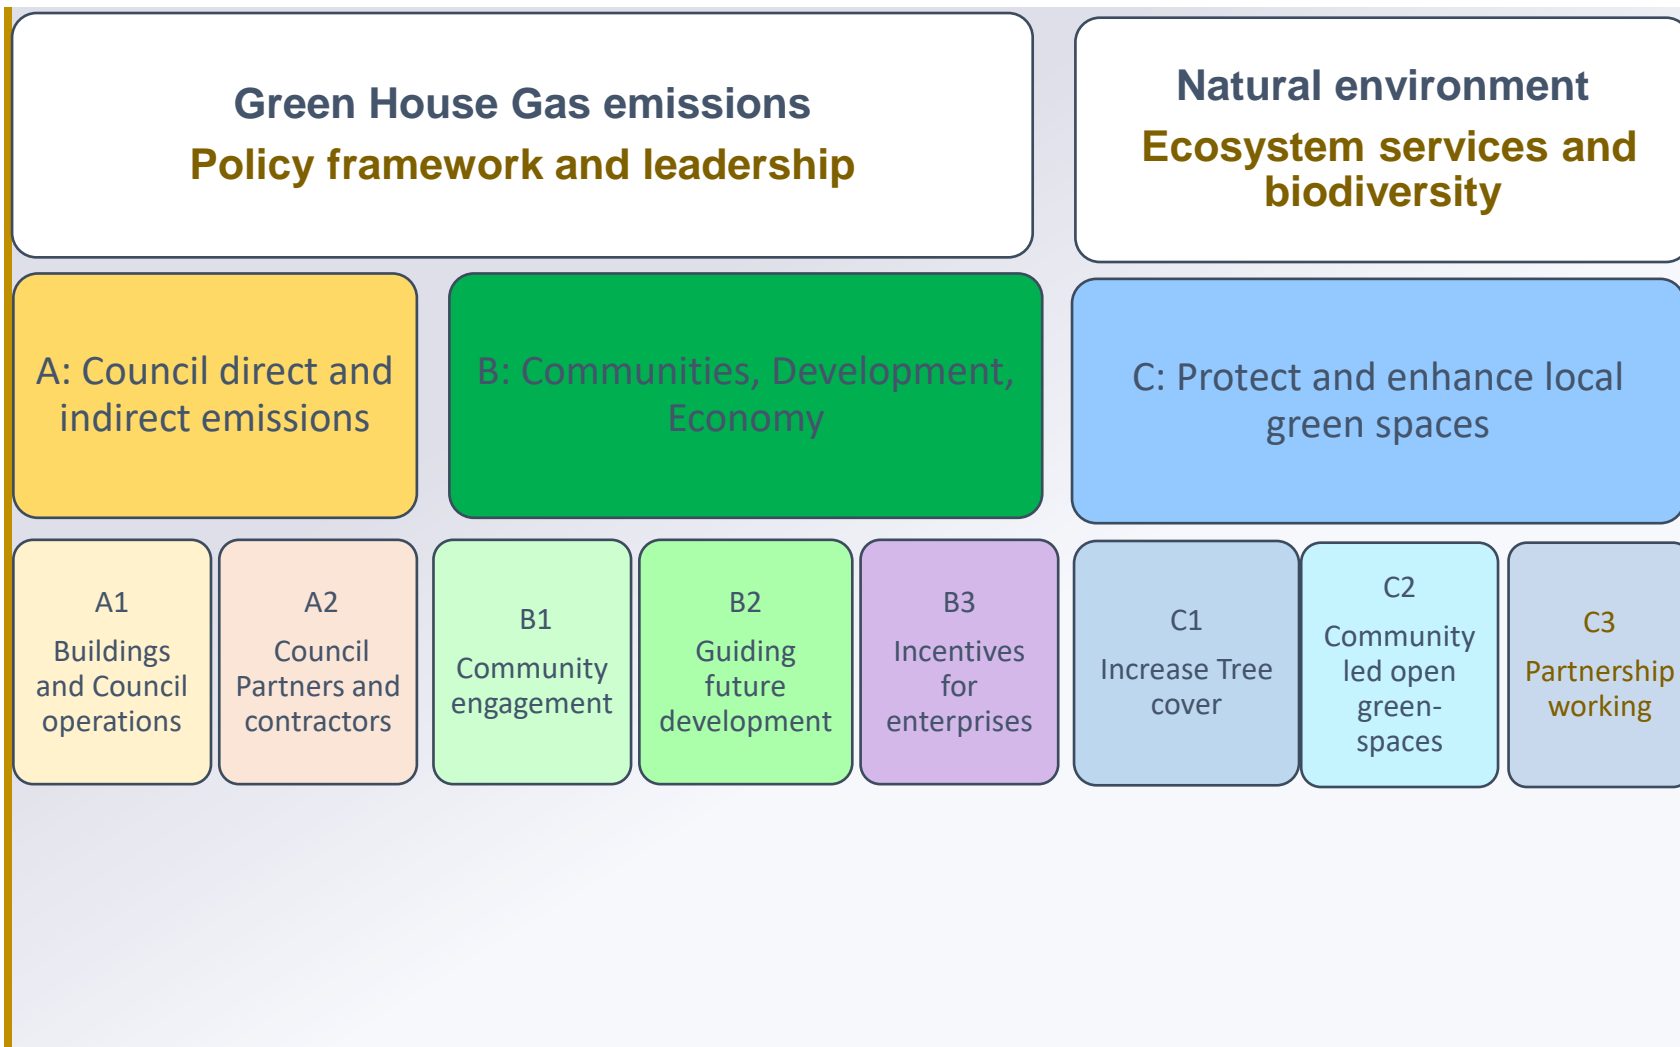 Green House Gas emissions
Policy framework and leadership
Natural environment
Ecosystem services and
biodiversity
A: Council direct and
indirect emissions
B: Communities, Development,
Economy
C: Protect and enhance local
green spaces
A1
Buildings
and Council
operations
A2
Council
Partners and
contractors
B1
Community
engagement
B2
Guiding
future
development
B3
Incentives
for
enterprises
C1
Increase Tree
cover
C2
Community
led open
green-
spaces
C3
Partnership
working